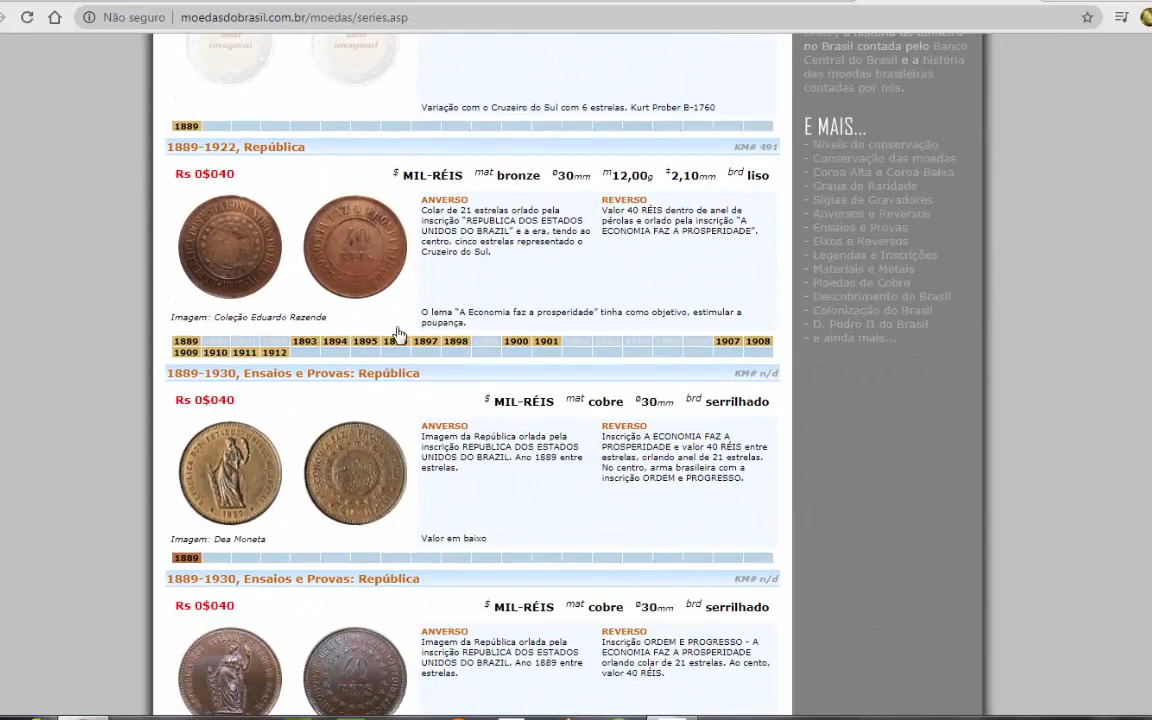 Não seguro
moedasdobrasil.com.br/moedas/series.asp
imagem!
imagem!
Variação com o Cruzeiro do Sul com 6 estrelas. Kurt Prober B-1760
1889
1889-1922, República
KM# 491
Rs 0$040
$ MIL-RÉIS mat bronze ø30mm m12,00g ‡2,10mm brd liso
ANVERSO
Colar de 21 estrelas orlado pela
inscrição "REPUBLICA DOS ESTADOS
UNIDOS DO BRAZIL" e a era, tendo ao
centro, cinco estrelas representado o
Cruzeiro do Sul.
REVERSO
Valor 40 RÉIS dentro de anel de
pérolas e orlado pela inscrição "A
ECONOMIA FAZ A PROSPERIDADE".
40
Imagem: Coleção Eduardo Rezende
O lema "A Economia faz a prosperidade" tinha como objetivo, estimular a
poupança.
1889 1893 1894 1895 1897 1898 1900 1901 1907 1908
1909 1910 1911 1912
1889-1930, Ensaios e Provas: República
KM# n/d
Rs 0$040
$ MIL-RÉIS mat cobre ø30mm brd serrilhado
ANVERSO
Imagem da República orlada pela
inscrição REPUBLICA DOS ESTADOS
UNIDOS DO BRAZIL. Ano 1889 entre
estrelas.
REVERSO
Inscrição A ECONOMIA FAZ A
PROSPERIDADE e valor 40 RÉIS entre
estrelas, orlando anel de 21 estrelas.
No centro, arma brasileira com a
inscrição ORDEM e PROGRESSO.
1889
Imagem: Dea Moneta
Valor em baixo
1889
1889-1930, Ensaios e Provas: República
KM# n/d
Rs 0$040
$ MIL-RÉIS mat cobre ø30mm brd serrilhado
ANVERSO
Imagem da República orlada pela
inscrição REPUBLICA DOS ESTADOS
UNIDOS DO BRAZIL. Ano 1889 entre
estrelas.
REVERSO
Inscrição ORDEM E PROGRESSO - A
ECONOMIA FAZ A PROSPERIDADE
orlando colar de 21 estrelas. Ao cento,
valor 40 RÉIS.
40
RÉIS
Brasil, a história do dinheiro
no Brasil contada pelo Banco
Central do Brasil e a história
das moedas brasileiras
contadas por nós.
E MAIS...
- Níveis de conservação
- Conservação das moedas
- Coroa Alta e Coroa Baixa
- Graus de Raridade
- Siglas de Gravadores
- Anversos e Reversos
- Ensaios e Provas
- Eixos e Reversos
- Legendas e Inscrições
- Materiais e Metais
- Moedas de Cobre
- Descobrimento do Brasil
- Colonização do Brasil
- D. Pedro II do Brasil
- e ainda mais...